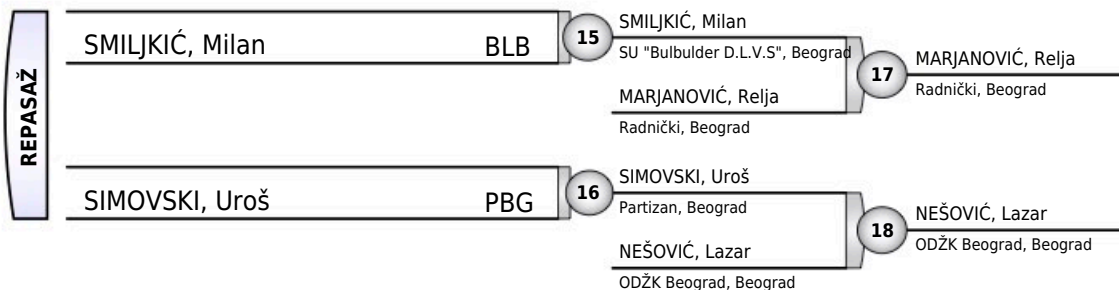 REPASAŽ
SMILJKIĆ, Milan BLB
15
SMILJKIĆ, Milan
SU "Bulbulder D.L.V.S", Beograd
MARJANOVIĆ, Relja
Radnički, Beograd
17
MARJANOVIĆ, Relja
Radnički, Beograd
SIMOVSKI, Uroš PBG
16
SIMOVSKI, Uroš
Partizan, Beograd
NEŠOVIĆ, Lazar
ODŽK Beograd, Beograd
18
NEŠOVIĆ, Lazar
ODŽK Beograd, Beograd